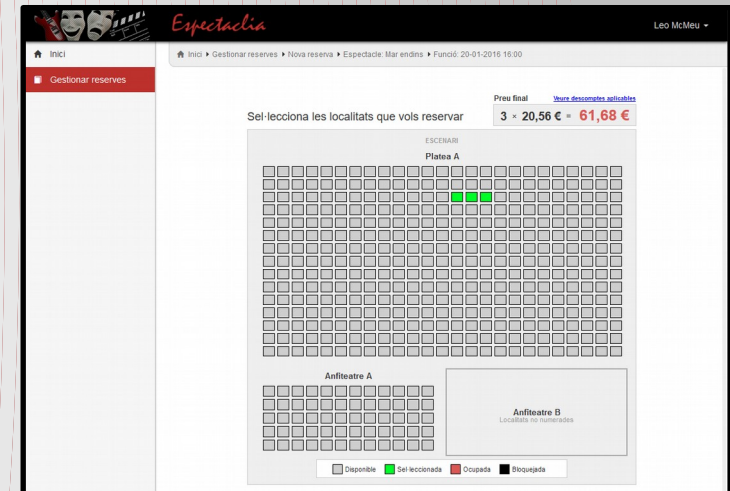 Espectaclia
Leo McMeu
Inici
Inici Gestionar reserves Nova reserva Espectacle: Mar endins Funció: 20-01-2016 16:00
Gestionar reserves
Preu final Veure descomptes aplicables
Sel·lecciona les localitats que vols reservar
3 × 20,56 € = 61,68 €
ESCENARI
Platea A
Anfiteatre A
Anfiteatre B
Localitats no numerades
Disponible Sel·leccionada Ocupada Bloquejada